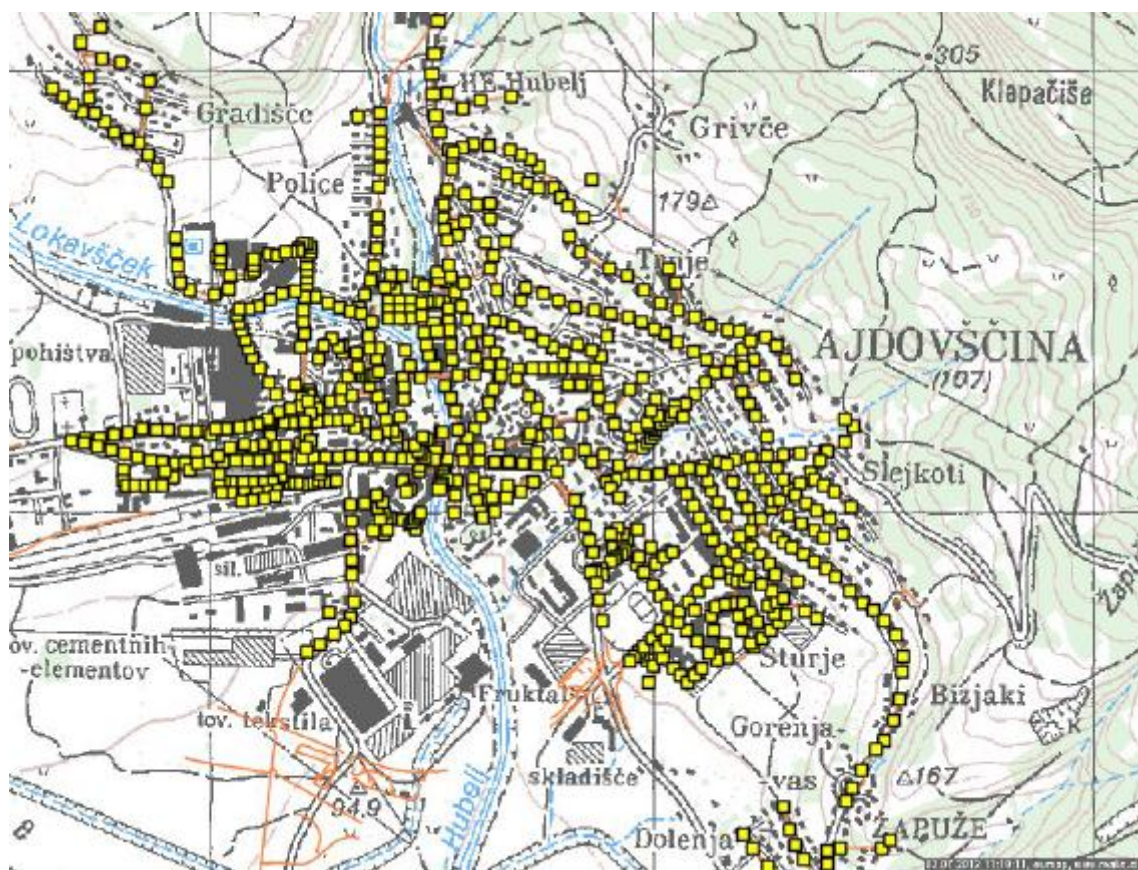 305
HE Hubelj
Klapačiše
Gradišče
Grivče
Police
179
Lokavšček
Trnje
pohištva
AJDOVŠČINA
(107)
Slejkoti
sil.
ov. cementnih
-elementov
Šturje
Fruktal
Bižjaki
tov. tekstila
Gorenja-
skladišče
-vas
167
94.9
Hubelj
Dolenja
ZAPUŽE